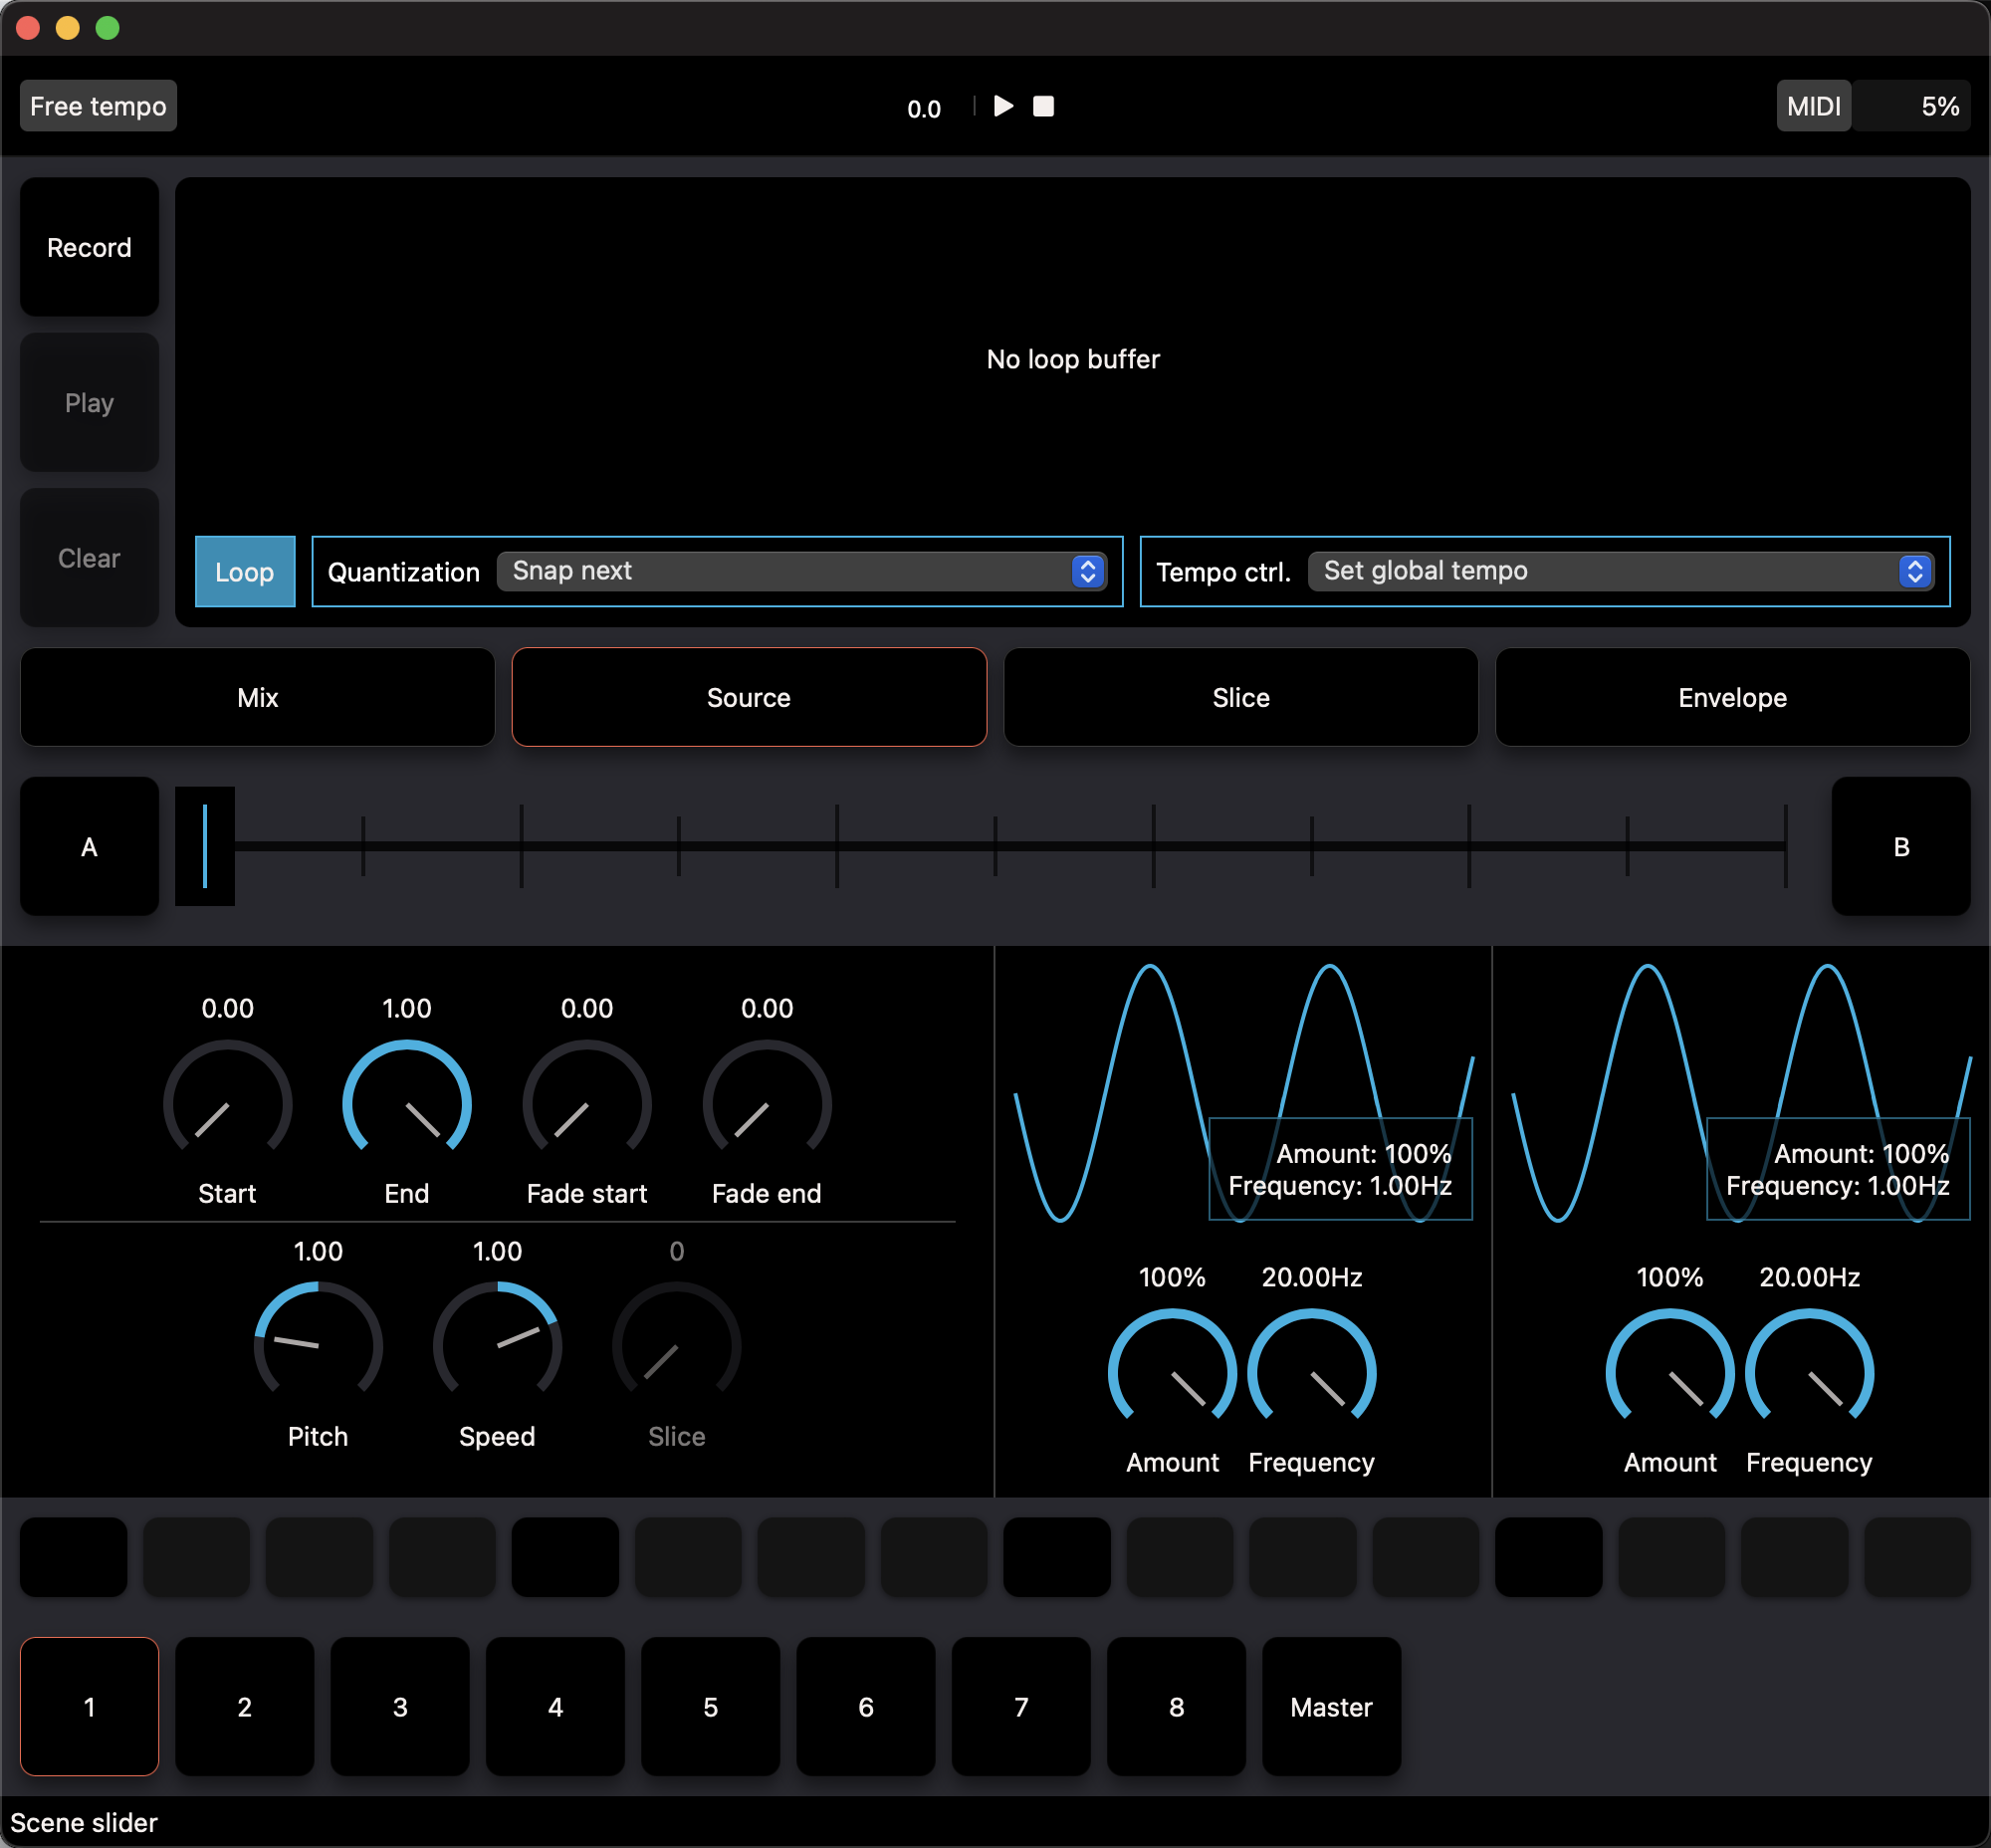 Free tempo
0.0
MIDI
5%
Record
Play
Clear
No loop buffer
Loop
Quantization
Snap next
Tempo ctrl.
Set global tempo
Mix
Source
Slice
Envelope
A
B
0.00
1.00
0.00
0.00
Start
End
Fade start
Fade end
1.00
1.00
0
Pitch
Speed
Slice
Amount: 100%
Frequency: 1.00Hz
100%
20.00Hz
Amount
Frequency
Amount: 100%
Frequency: 1.00Hz
100%
20.00Hz
Amount
Frequency
1
2
3
4
5
6
7
8
Master
Scene slider